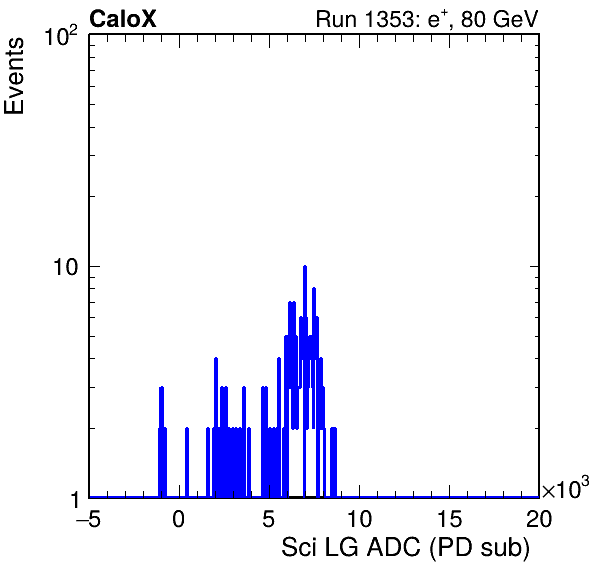 CaloX Run 1353: e⁺, 80 GeV
Events
10²
10
1
−5 0 5 10 15 20 ×10³
Sci LG ADC (PD sub)